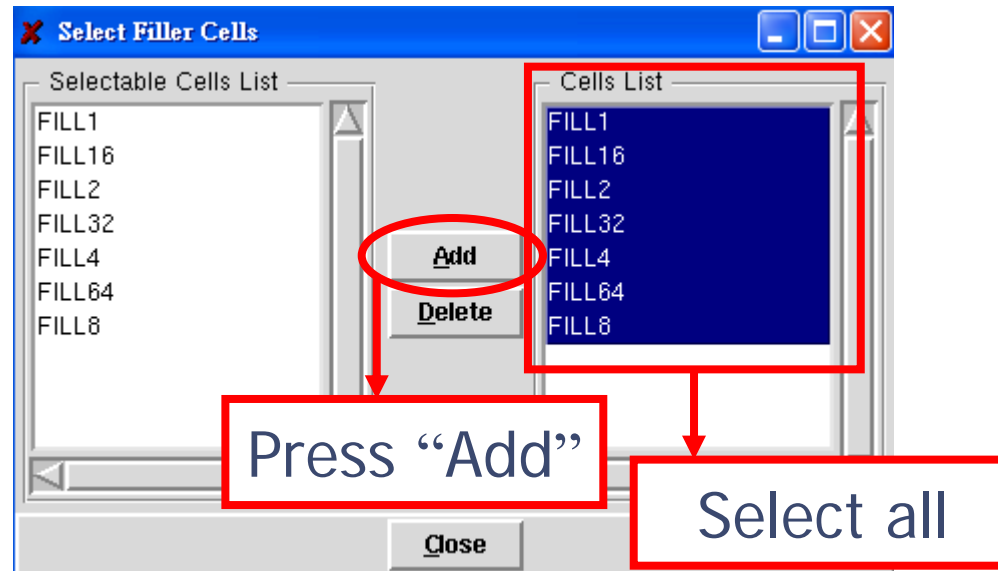 Select Filler Cells
Selectable Cells List
FILL1
FILL16
FILL2
FILL32
FILL4
FILL64
FILL8
Add
Delete
Cells List
FILL1
FILL16
FILL2
FILL32
FILL4
FILL64
FILL8
Press “Add”
Select all
Close